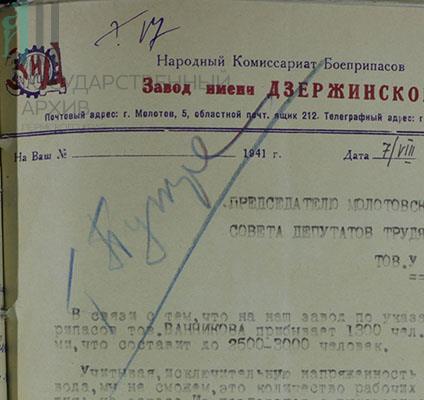 ЗИД
Народный Комиссариат Боеприпасов
Завод имени ДЗЕРЖИНСКО
Почтовый адрес: г. Молотов, 5, областной почт. ящик 212. Телеграфный адрес: г
ГОСУДАРСТВЕННЫЙ
АРХИВ
На Ваш № 1941 г. Дата 7/VIII
ПРЕДСЕДАТЕЛЮ МОЛОТОВСК
СОВЕТА ДЕПУТАТОВ ТРУДЯ
ТОВ. У
В связи с тем, что на наш завод по указа
рипасов тов. ВАННИКОВА прибывает 1300 чел.
ми, что составит до 2500-3000 человек.
Учитывая, исключительную напряженность
вода, мы не сможем, это количество рабочих